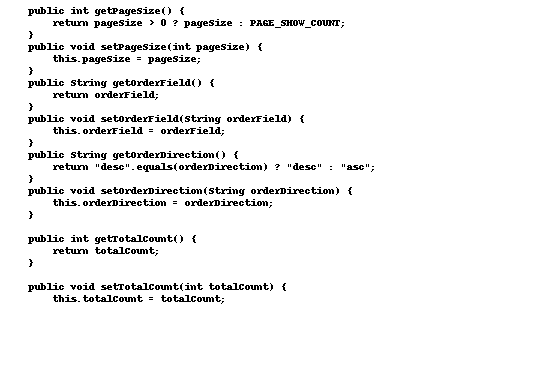 public int getPageSize() {
    return pageSize > 0 ? pageSize : PAGE_SHOW_COUNT;
}
public void setPageSize(int pageSize) {
    this.pageSize = pageSize;
}
public String getOrderField() {
    return orderField;
}
public void setOrderField(String orderField) {
    this.orderField = orderField;
}
public String getOrderDirection() {
    return "desc".equals(orderDirection) ? "desc" : "asc";
}
public void setOrderDirection(String orderDirection) {
    this.orderDirection = orderDirection;
}
public int getTotalCount() {
    return totalCount;
}
public void setTotalCount(int totalCount) {
    this.totalCount = totalCount;